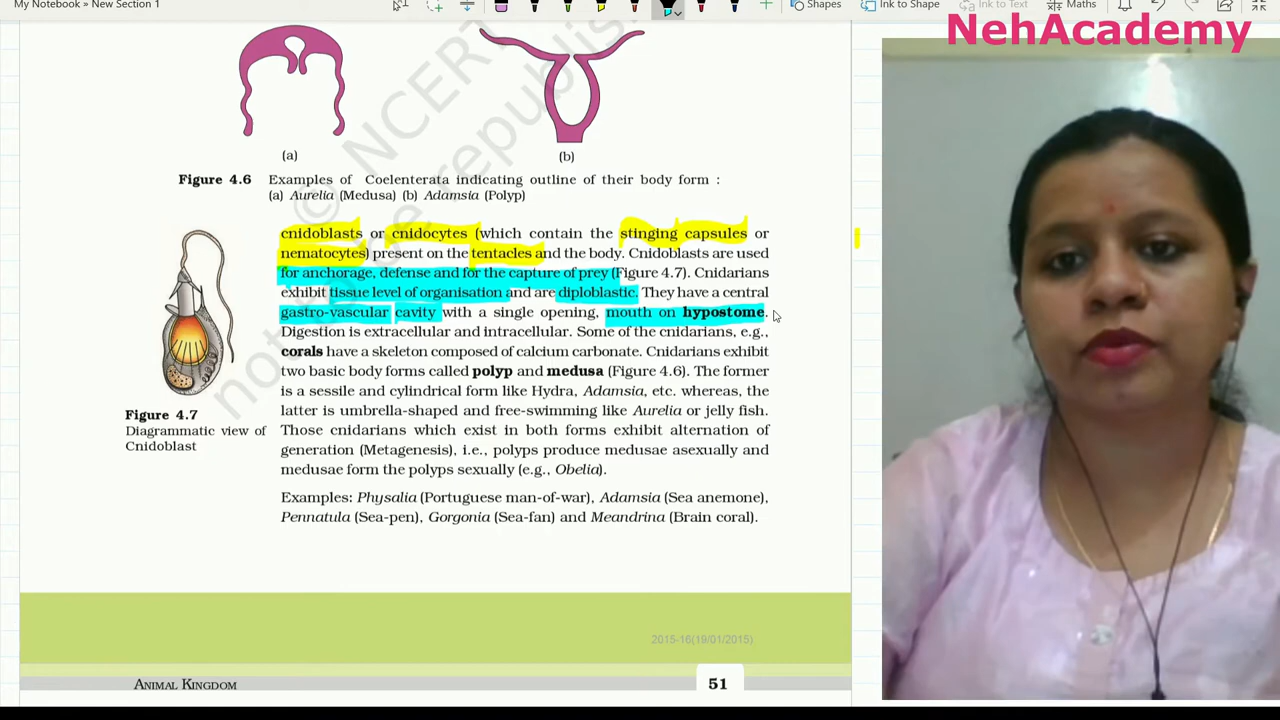 My Notebook » New Section 1
Shapes
Ink to Shape
Ink to Text
Maths
NehAcademy
© NCERT
not to be republished
(a)
(b)
Figure 4.6 Examples of Coelenterata indicating outline of their body form :
(a) Aurelia (Medusa) (b) Adamsia (Polyp)
cnidoblasts or cnidocytes (which contain the stinging capsules or
nematocytes) present on the tentacles and the body. Cnidoblasts are used
for anchorage, defense and for the capture of prey (Figure 4.7). Cnidarians
exhibit tissue level of organisation and are diploblastic. They have a central
gastro-vascular cavity with a single opening, mouth on hypostome.
Digestion is extracellular and intracellular. Some of the cnidarians, e.g.,
corals have a skeleton composed of calcium carbonate. Cnidarians exhibit
two basic body forms called polyp and medusa (Figure 4.6). The former
is a sessile and cylindrical form like Hydra, Adamsia, etc. whereas, the
latter is umbrella-shaped and free-swimming like Aurelia or jelly fish.
Those cnidarians which exist in both forms exhibit alternation of
generation (Metagenesis), i.e., polyps produce medusae asexually and
medusae form the polyps sexually (e.g., Obelia).
Examples: Physalia (Portuguese man-of-war), Adamsia (Sea anemone),
Pennatula (Sea-pen), Gorgonia (Sea-fan) and Meandrina (Brain coral).
Figure 4.7
Diagrammatic view of
Cnidoblast
2015-16(19/01/2015)
ANIMAL KINGDOM
51